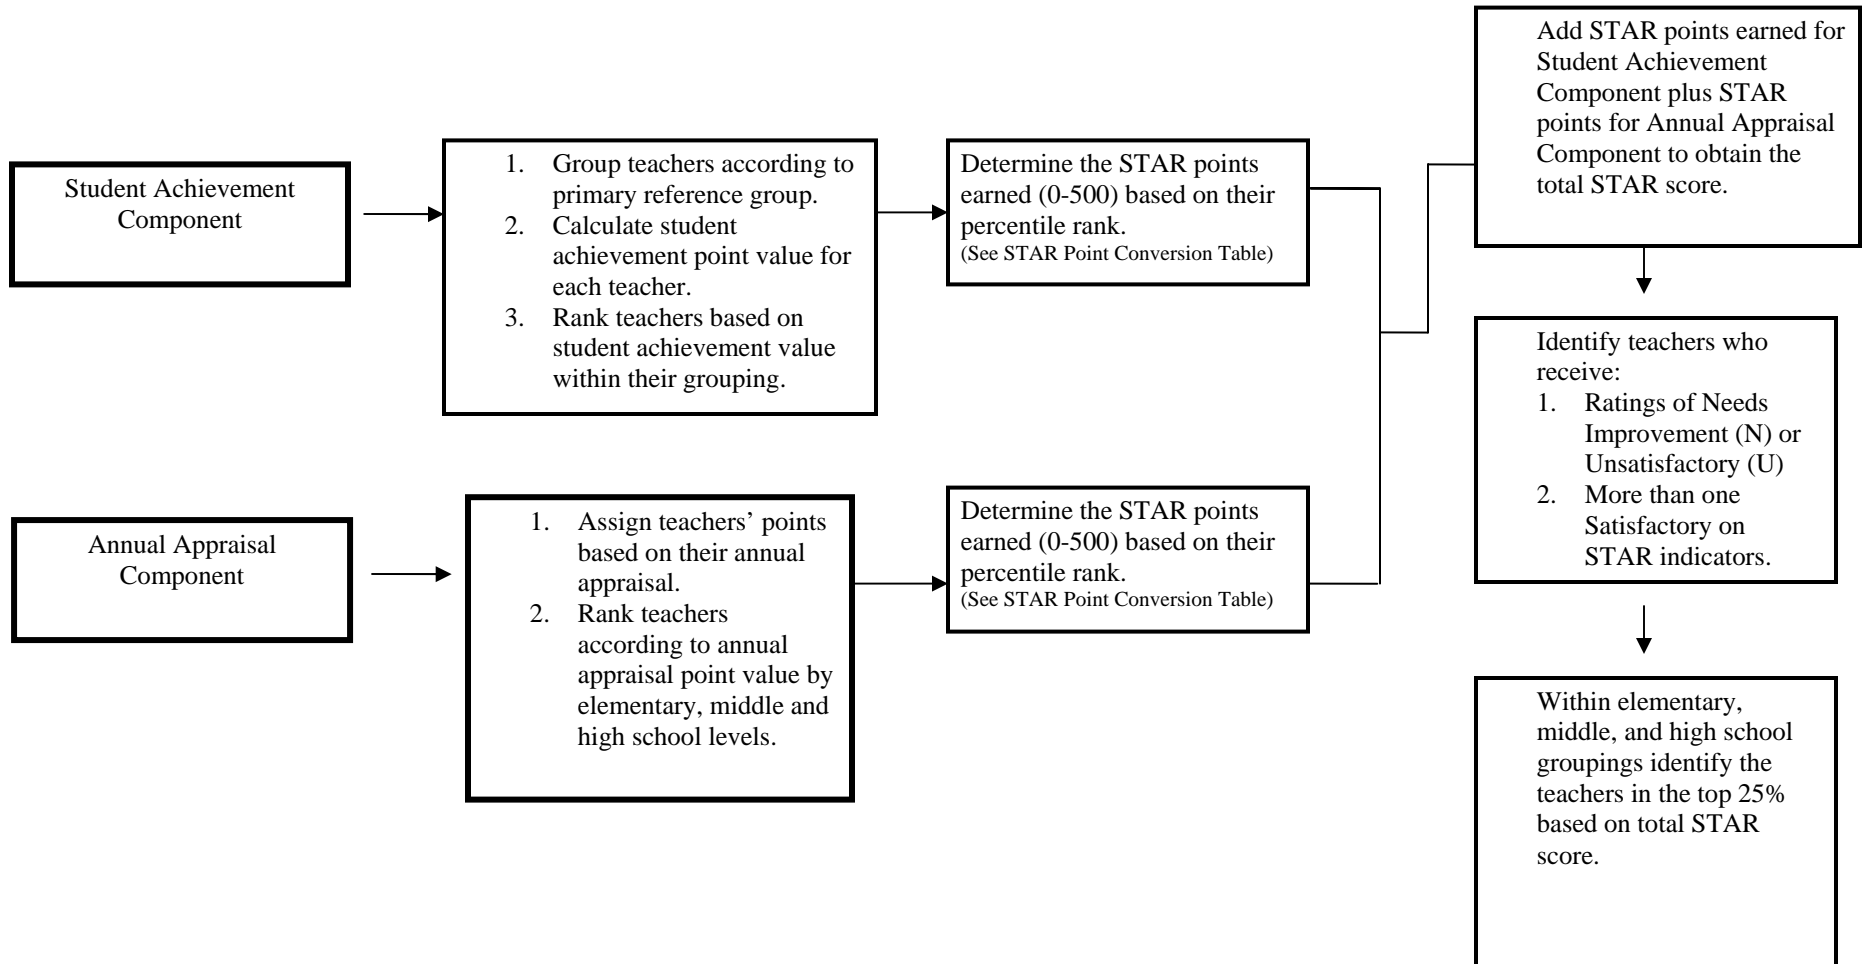 Student Achievement
Component
1. Group teachers according to
primary reference group.
2. Calculate student
achievement point value for
each teacher.
3. Rank teachers based on
student achievement value
within their grouping.
Determine the STAR points
earned (0-500) based on their
percentile rank.
(See STAR Point Conversion Table)
Annual Appraisal
Component
1. Assign teachers’ points
based on their annual
appraisal.
2. Rank teachers
according to annual
appraisal point value by
elementary, middle and
high school levels.
Determine the STAR points
earned (0-500) based on their
percentile rank.
(See STAR Point Conversion Table)
Add STAR points earned for
Student Achievement
Component plus STAR
points for Annual Appraisal
Component to obtain the
total STAR score.
Identify teachers who
receive:
1. Ratings of Needs
Improvement (N) or
Unsatisfactory (U)
2. More than one
Satisfactory on
STAR indicators.
Within elementary,
middle, and high school
groupings identify the
teachers in the top 25%
based on total STAR
score.